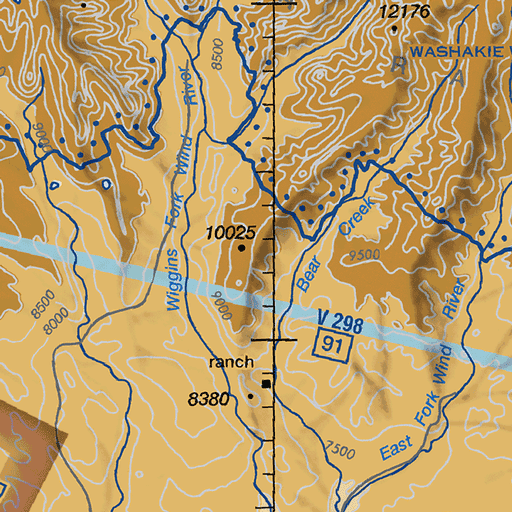 12176
WASHAKIE W
R
A
8500
9000
Wiggins Fork Wind River
10025
Bear Creek
9500
8500
8000
9000
V 298
91
ranch
8380
7500
East Fork Wind River